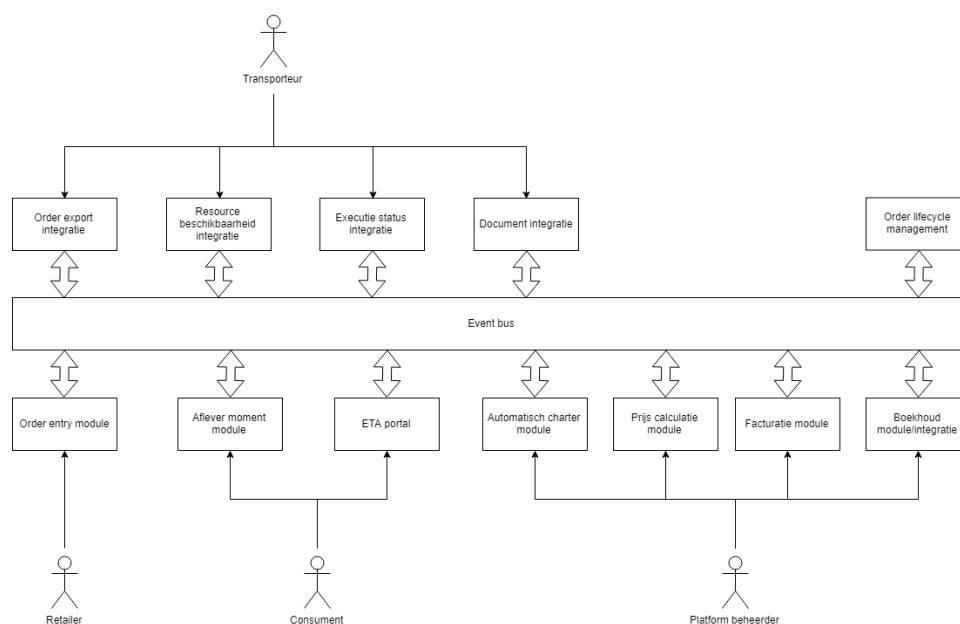 Transporteur
Order export
integratie
Resource
beschikbaarheid
integratie
Executie status
integratie
Document integratie
Order lifecycle
management
Event bus
Order entry module
Aflever moment
module
ETA portal
Automatisch charter
module
Prijs calculatie
module
Facturatie module
Boekhoud
module/integratie
Retailer
Consument
Platform beheerder